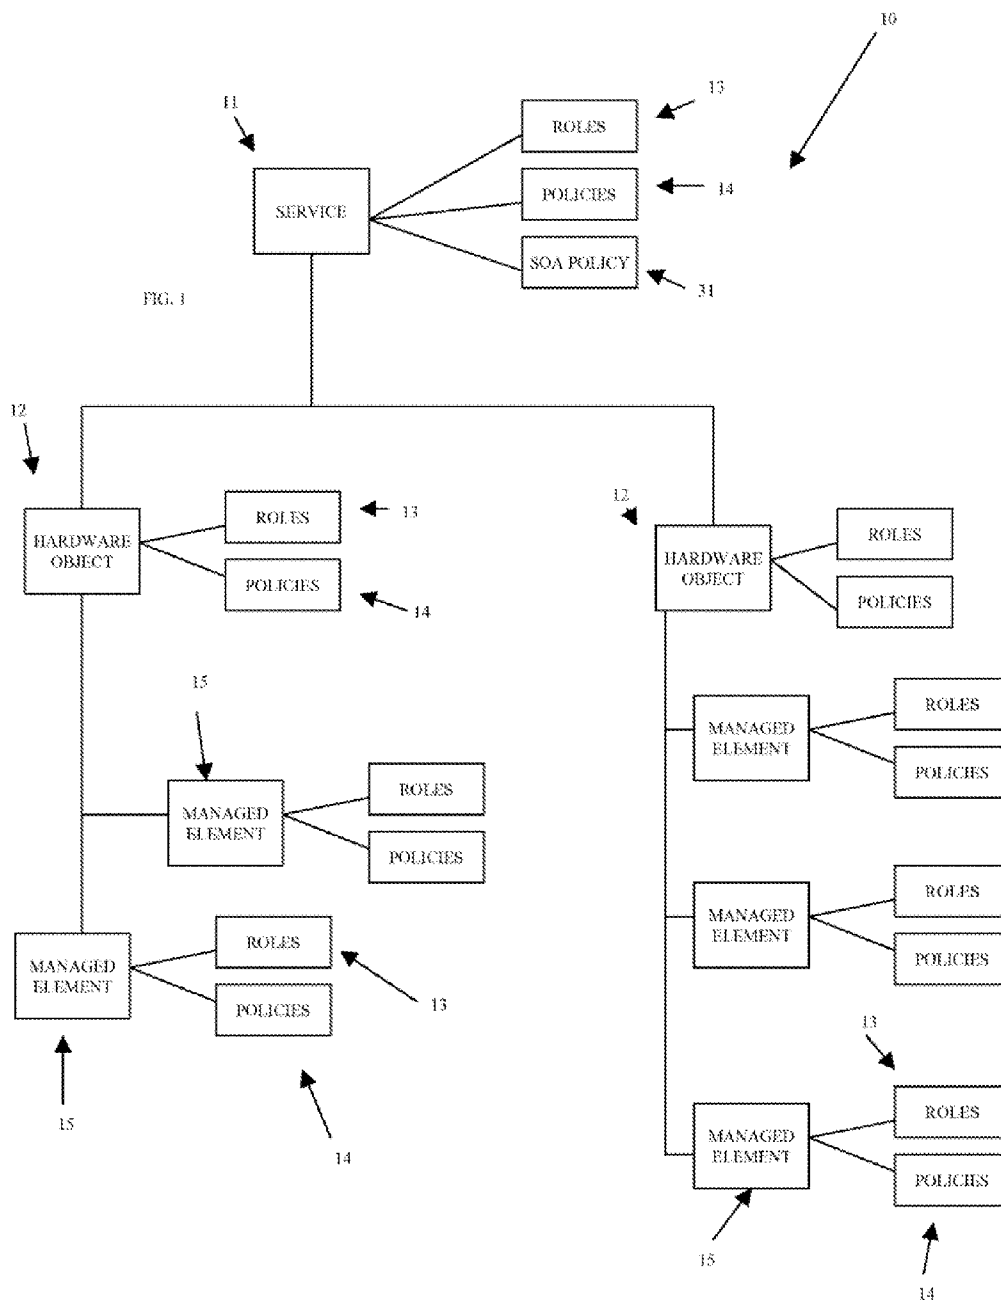 10
13
11
ROLES
POLICIES
14
SERVICE
SOA POLICY
31
FIG. 1
12
ROLES
13
HARDWARE
OBJECT
POLICIES
14
12
HARDWARE
OBJECT
ROLES
POLICIES
15
MANAGED
ELEMENT
ROLES
POLICIES
MANAGED
ELEMENT
ROLES
POLICIES
13
15
14
MANAGED
ELEMENT
ROLES
POLICIES
MANAGED
ELEMENT
ROLES
POLICIES
13
MANAGED
ELEMENT
ROLES
POLICIES
15
14